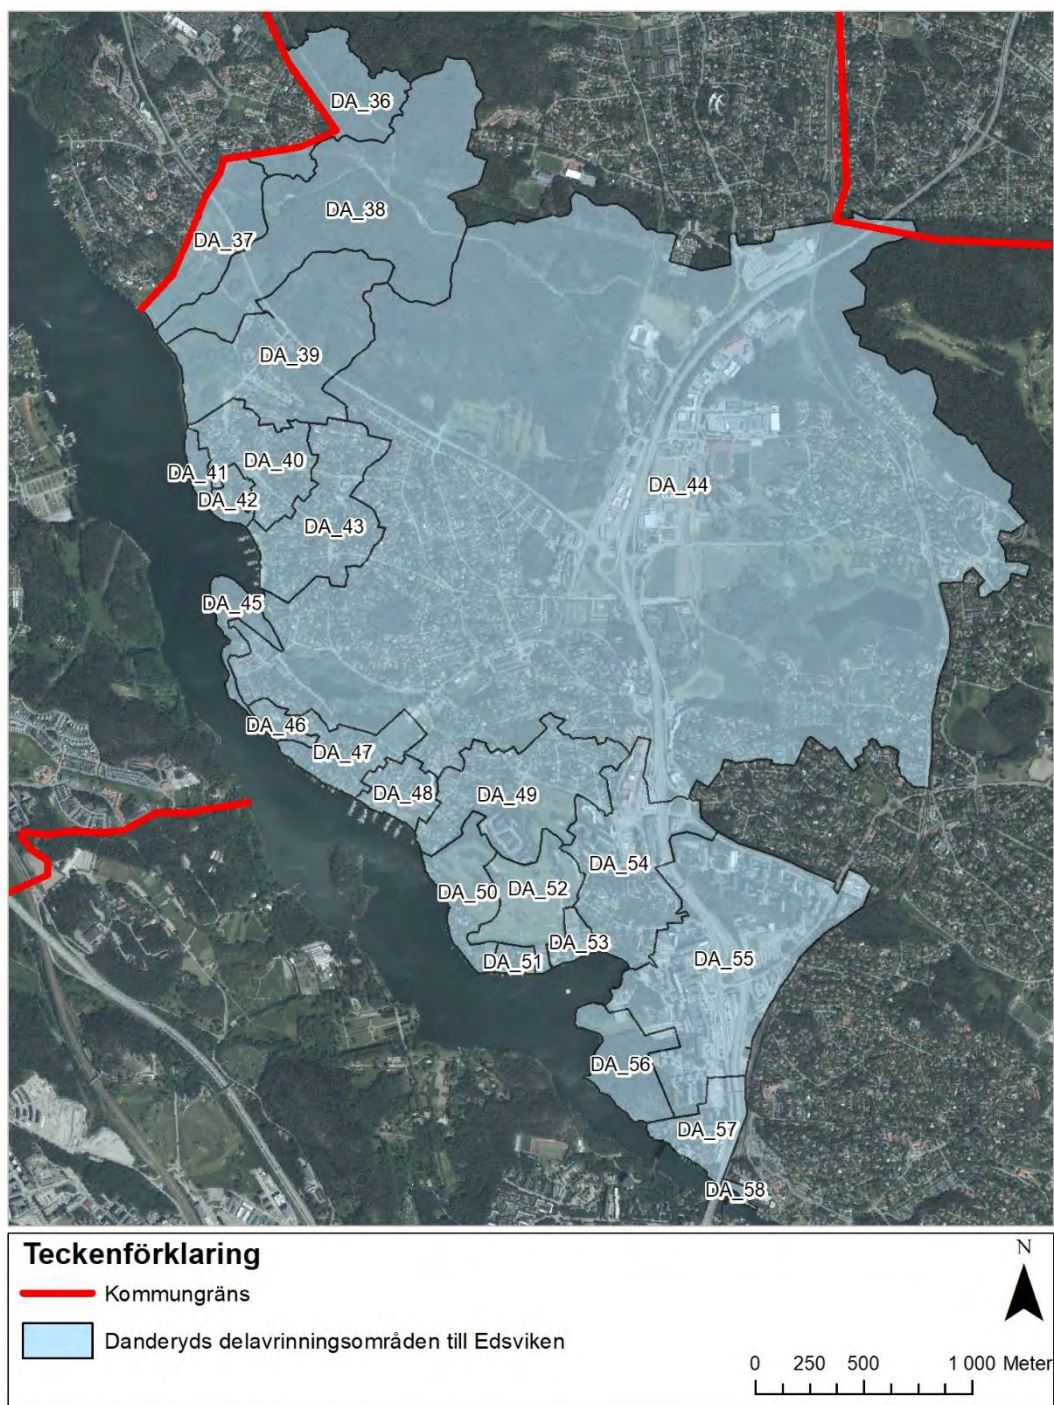 DA_36
DA_38
DA_37
DA_39
DA_40
DA_41
DA_42
DA_43
DA_44
DA_45
DA_46
DA_47
DA_48
DA_49
DA_54
DA_50
DA_52
DA_53
DA_51
DA_55
DA_56
DA_57
DA_58
Teckenförklaring
Kommungräns
Danderyds delavrinningsområden till Edsviken
N
0 250 500 1 000 Meter